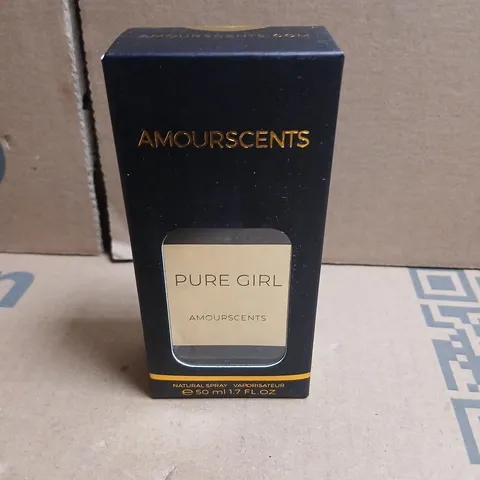 AMOURSCENTS.COM
AMOURSCENTS
PURE GIRL
AMOURSCENTS
NATURAL SPRAY VAPORISATEUR
℮ 50 ml 1.7 FL.OZ